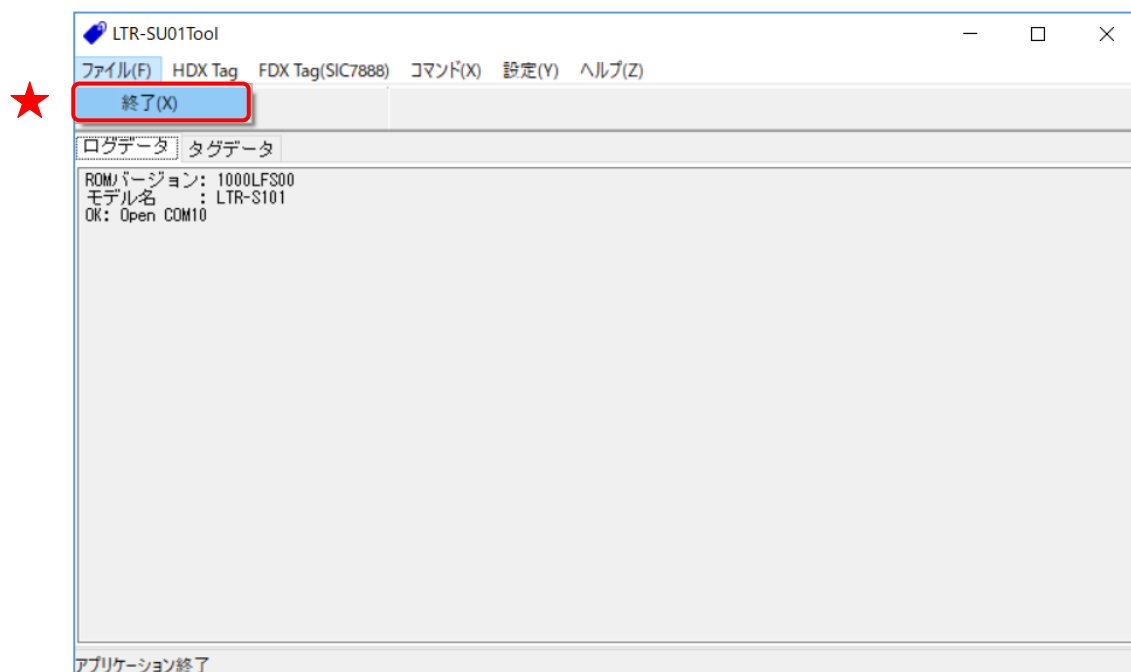 LTR-SU01Tool
ファイル(F) HDX Tag FDX Tag(SIC7888) コマンド(X) 設定(Y) ヘルプ(Z)
終了(X)
ログデータ タグデータ
ROMバージョン: 1000LFS00
モデル名 : LTR-S101
OK: Open COM10
アプリケーション終了